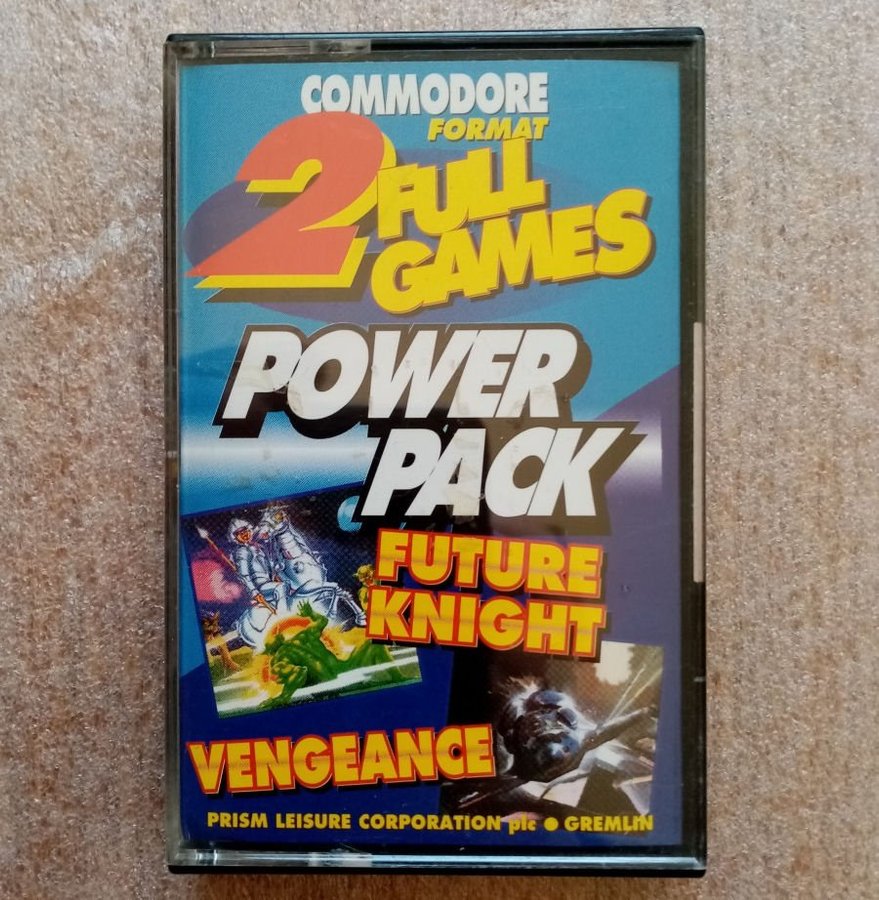 COMMODORE
FORMAT
2 FULL
GAMES
POWER
PACK
FUTURE
KNIGHT
VENGEANCE
PRISM LEISURE CORPORATION plc ● GREMLIN